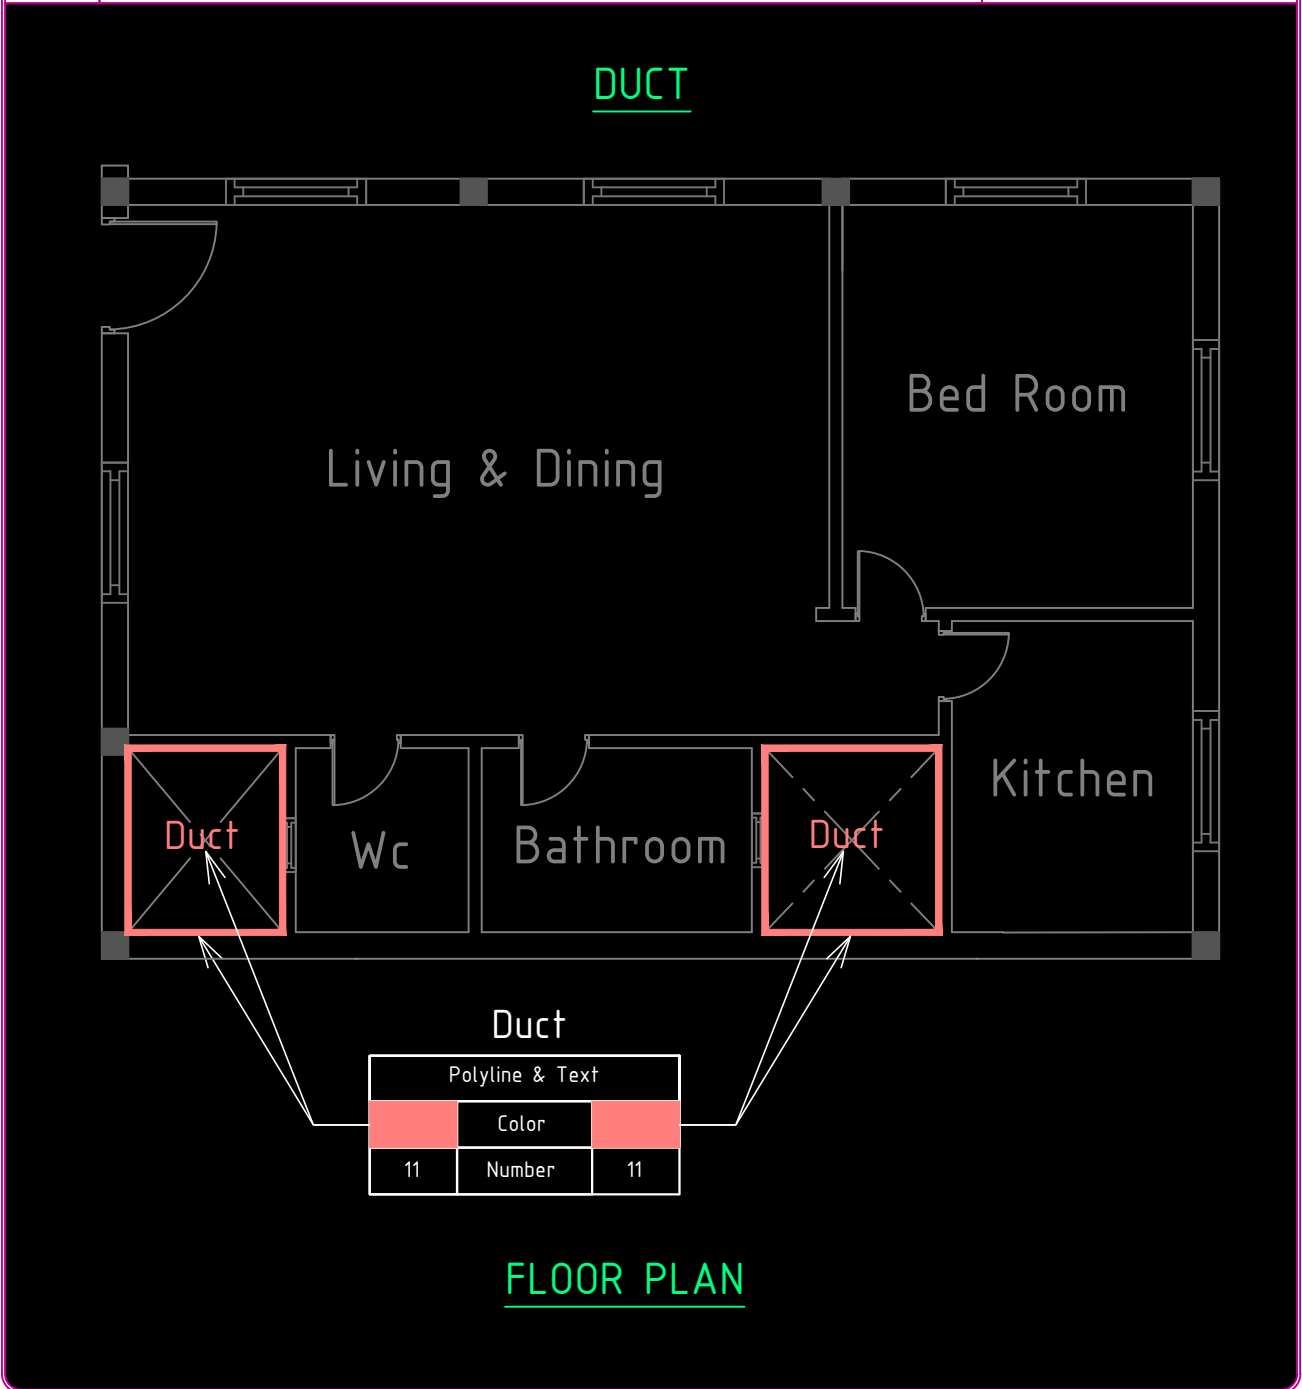 DUCT
Bed Room
Living & Dining
Kitchen
Duct
Wc
Bathroom
Duct
Duct
Polyline & Text
Color
11 Number 11
FLOOR PLAN